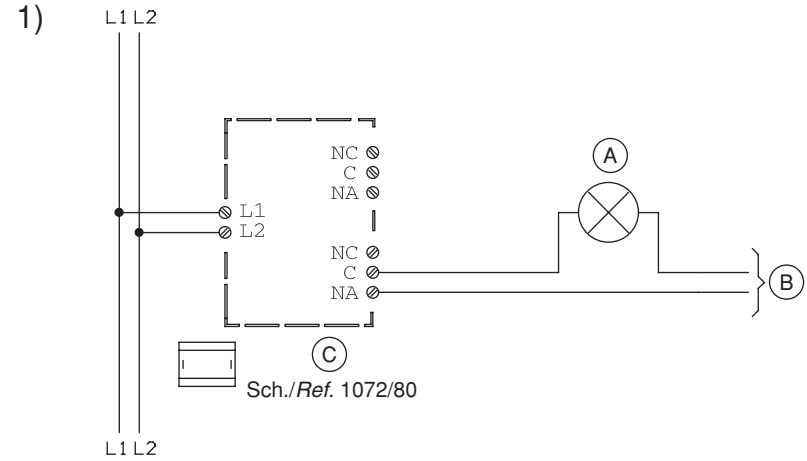 1)
L1 L2
NC
C
NA
A
L1
L2
NC
C
NA
B
C
Sch./Ref. 1072/80
L1 L2